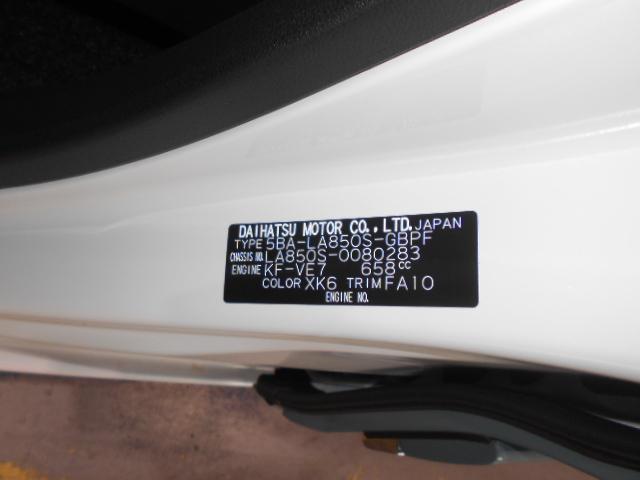 DAIHATSU MOTOR CO.,LTD. JAPAN
TYPE 5BA-LA850S-GBPF
CHASSIS NO. LA850S-0080283
ENGINE KF-VE7 658cc
COLOR XK6 TRIM FA10
ENGINE NO.